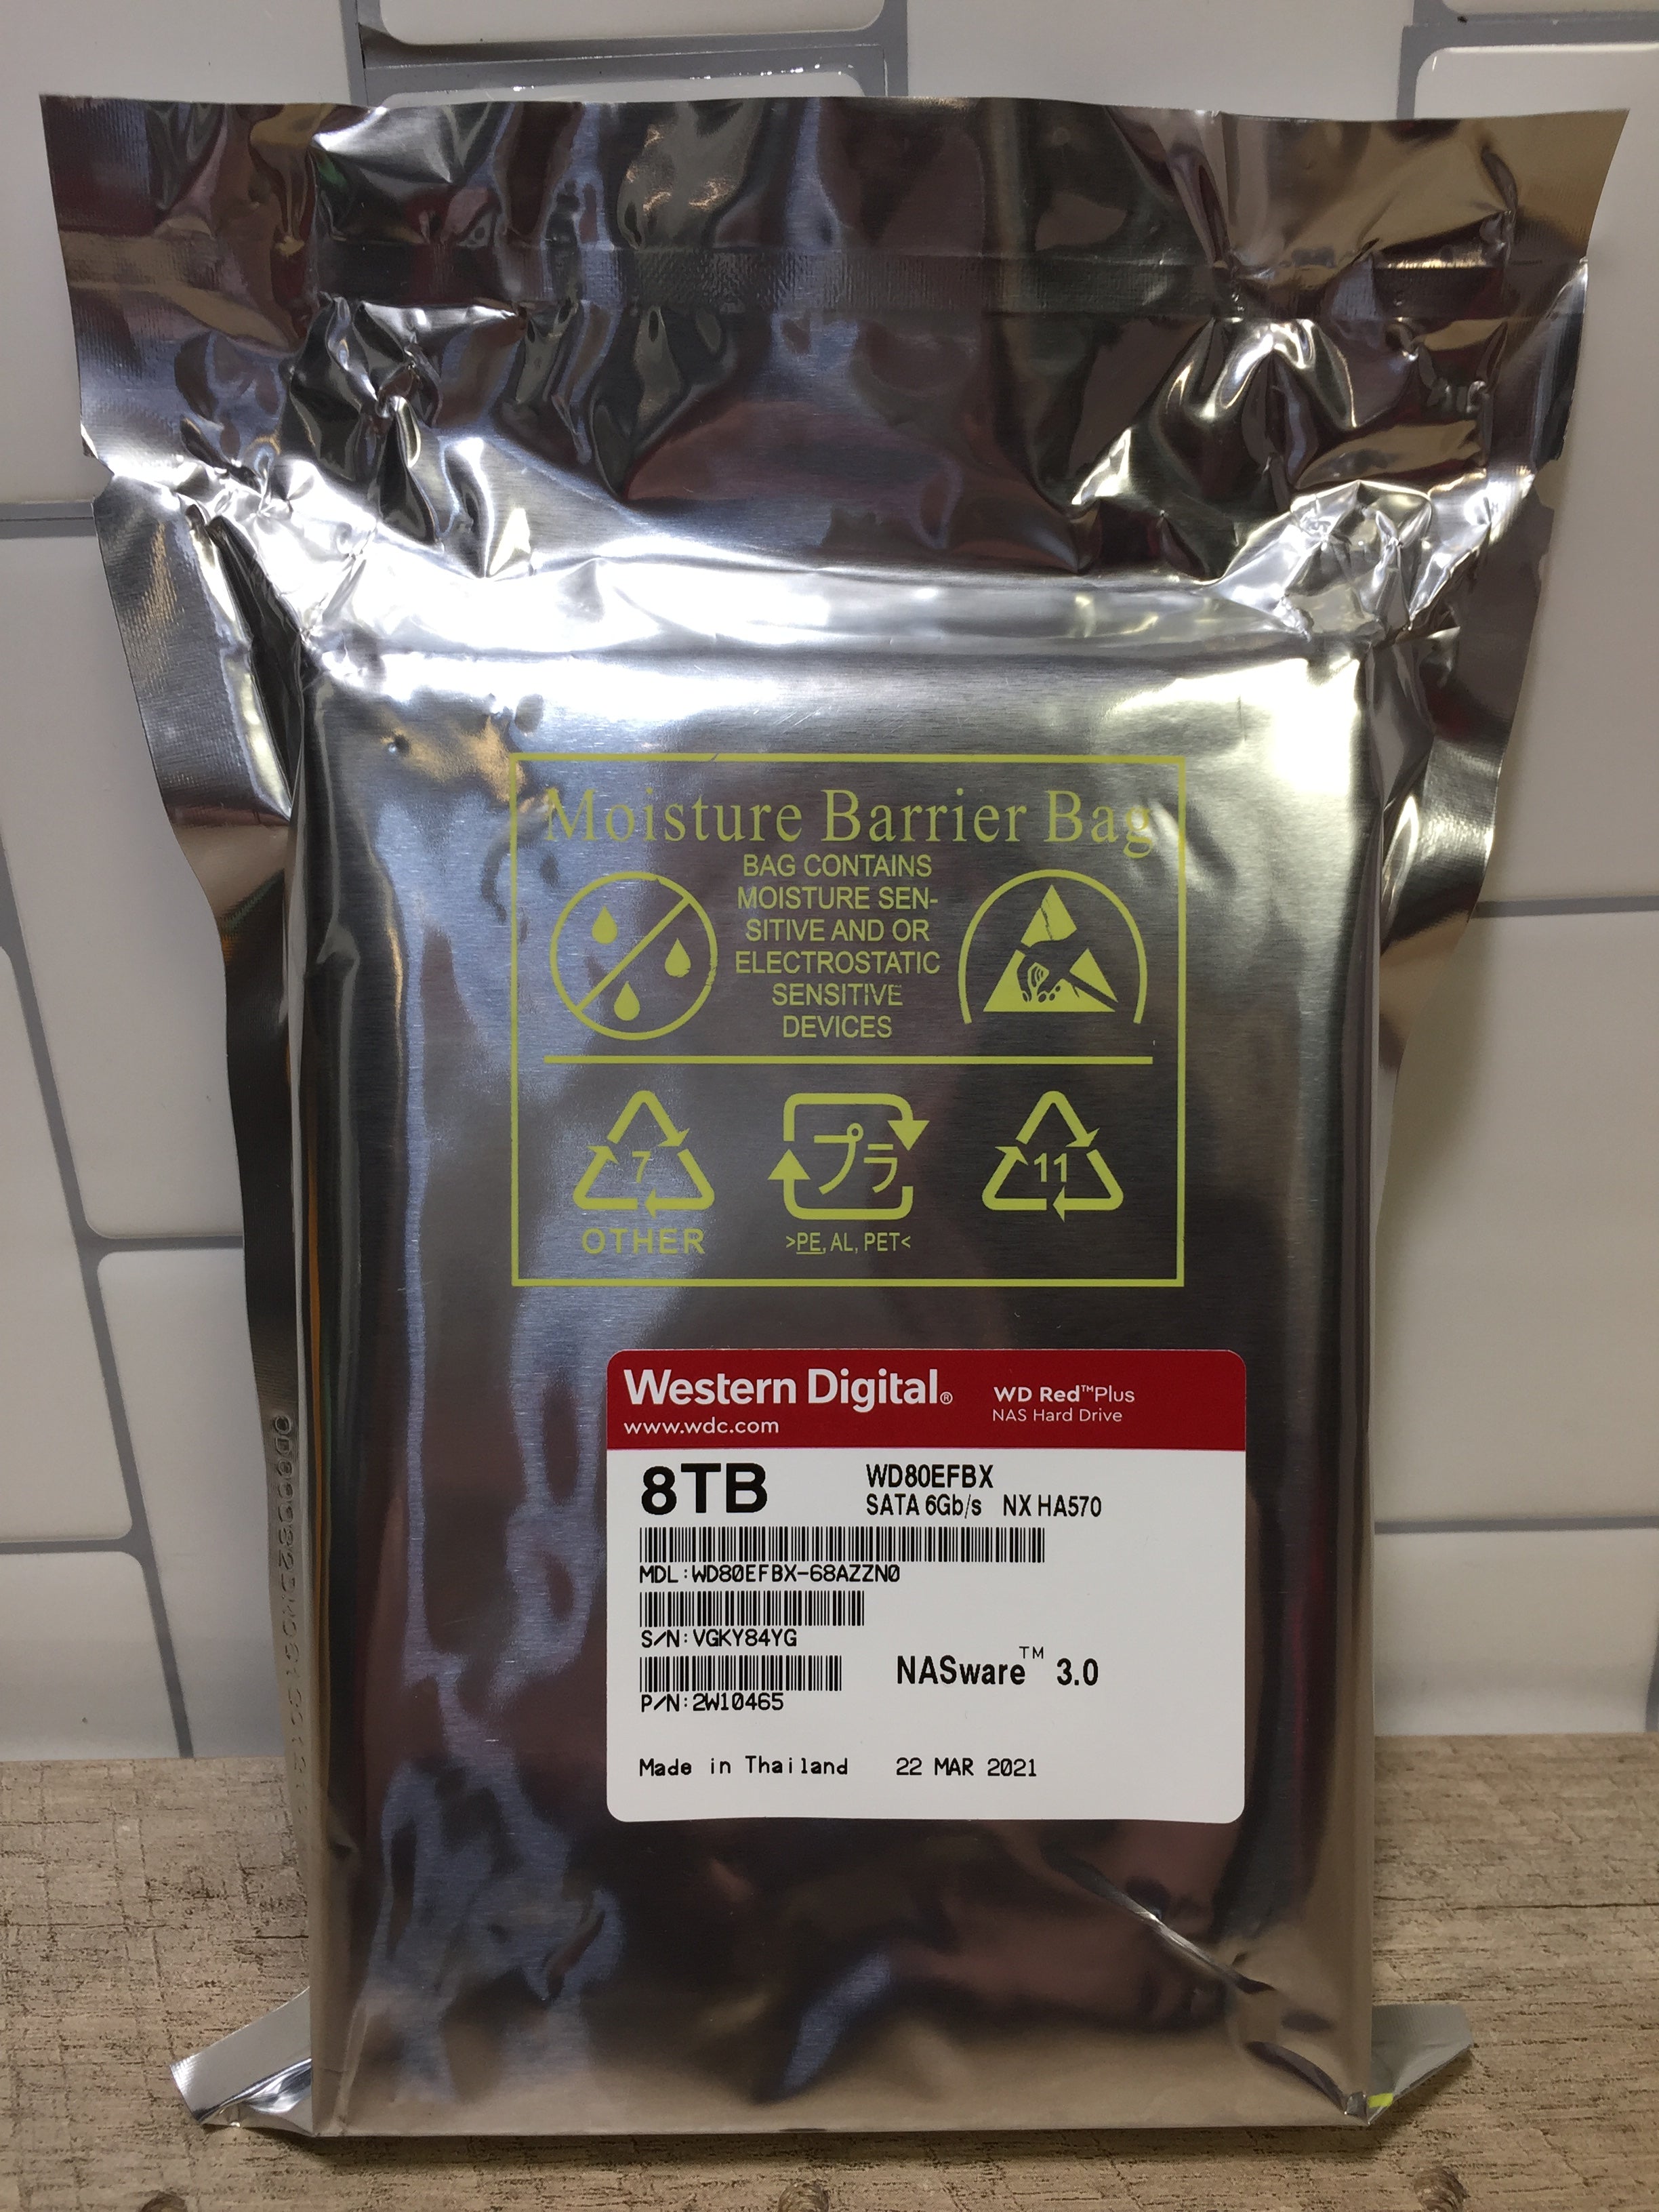 Moisture Barrier Bag
BAG CONTAINS
MOISTURE SEN-
SITIVE AND OR
ELECTROSTATIC
SENSITIVE
DEVICES
7
OTHER
プラ
>PE, AL, PET<
11
Western Digital®
www.wdc.com
WD Red™Plus
NAS Hard Drive
8TB
WD80EFBX
SATA 6Gb/s NX HA570
MDL:WD80EFBX-68AZZN0
S/N:VGKY84YG
P/N:2W10465
NASware™ 3.0
Made in Thailand 22 MAR 2021